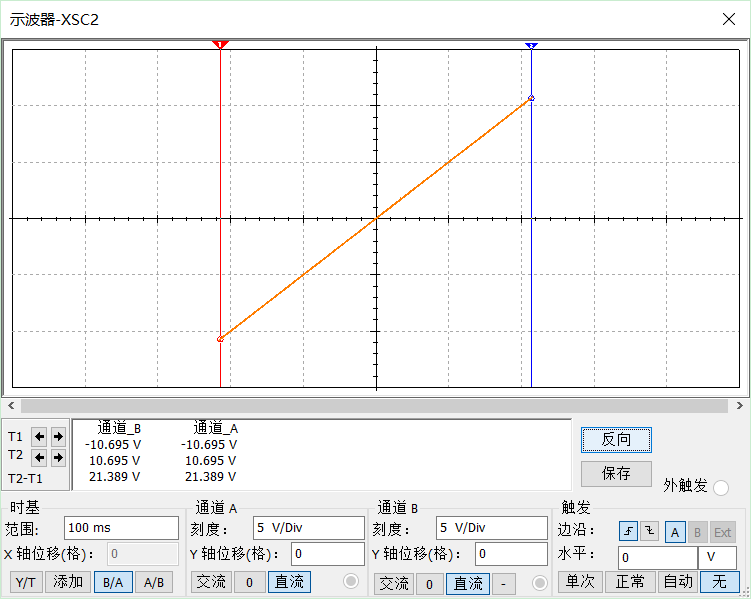 示波器-XSC2
1
2
通道_B 通道_A
T1 -10.695 V -10.695 V
T2 10.695 V 10.695 V
T2-T1 21.389 V 21.389 V
反向
保存
外触发
时基
范围: 100 ms
X 轴位移(格): 0
Y/T 添加 B/A A/B
通道 A
刻度: 5 V/Div
Y 轴位移(格): 0
交流 0 直流
通道 B
刻度: 5 V/Div
Y 轴位移(格): 0
交流 0 直流 -
触发
边沿: A B Ext
水平: 0 V
单次 正常 自动 无